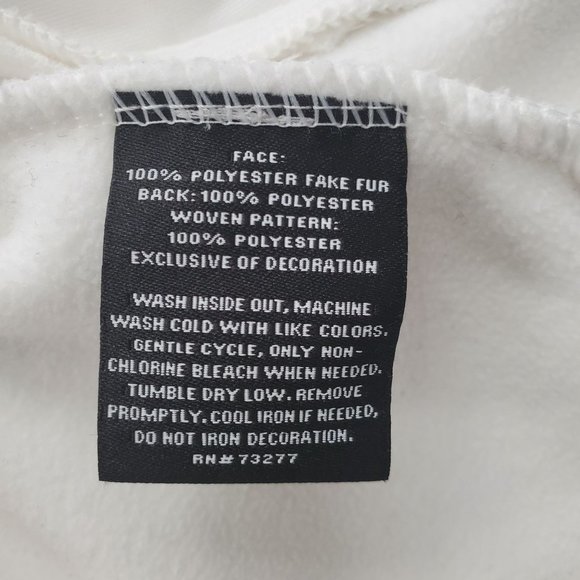 FACE:
100% POLYESTER FAKE FUR
BACK: 100% POLYESTER
WOVEN PATTERN:
100% POLYESTER
EXCLUSIVE OF DECORATION
WASH INSIDE OUT, MACHINE
WASH COLD WITH LIKE COLORS.
GENTLE CYCLE, ONLY NON-
CHLORINE BLEACH WHEN NEEDED.
TUMBLE DRY LOW. REMOVE
PROMPTLY. COOL IRON IF NEEDED,
DO NOT IRON DECORATION.
RN# 73277